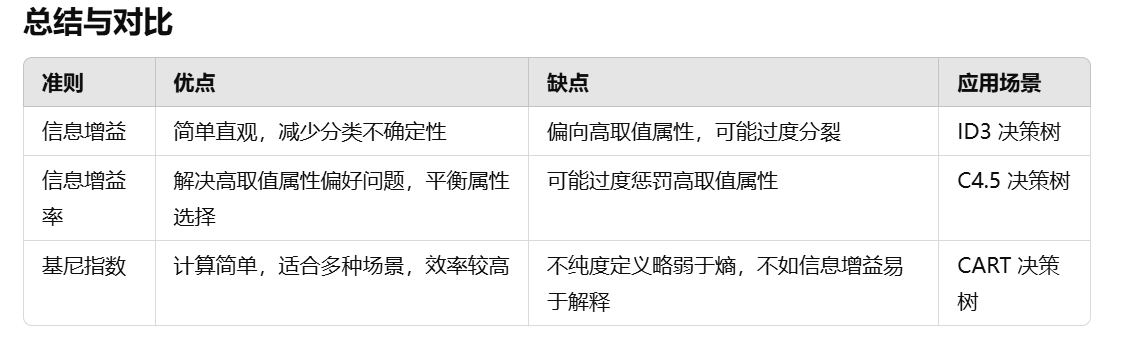 总结与对比
准则 优点 缺点 应用场景
信息增益 简单直观，减少分类不确定性 偏向高取值属性，可能过度分裂 ID3 决策树
信息增益 解决高取值属性偏好问题，平衡属性 可能过度惩罚高取值属性 C4.5 决策树
率 选择
基尼指数 计算简单，适合多种场景，效率较高 不纯度定义略弱于熵，不如信息增益易 CART 决策
于解释 树